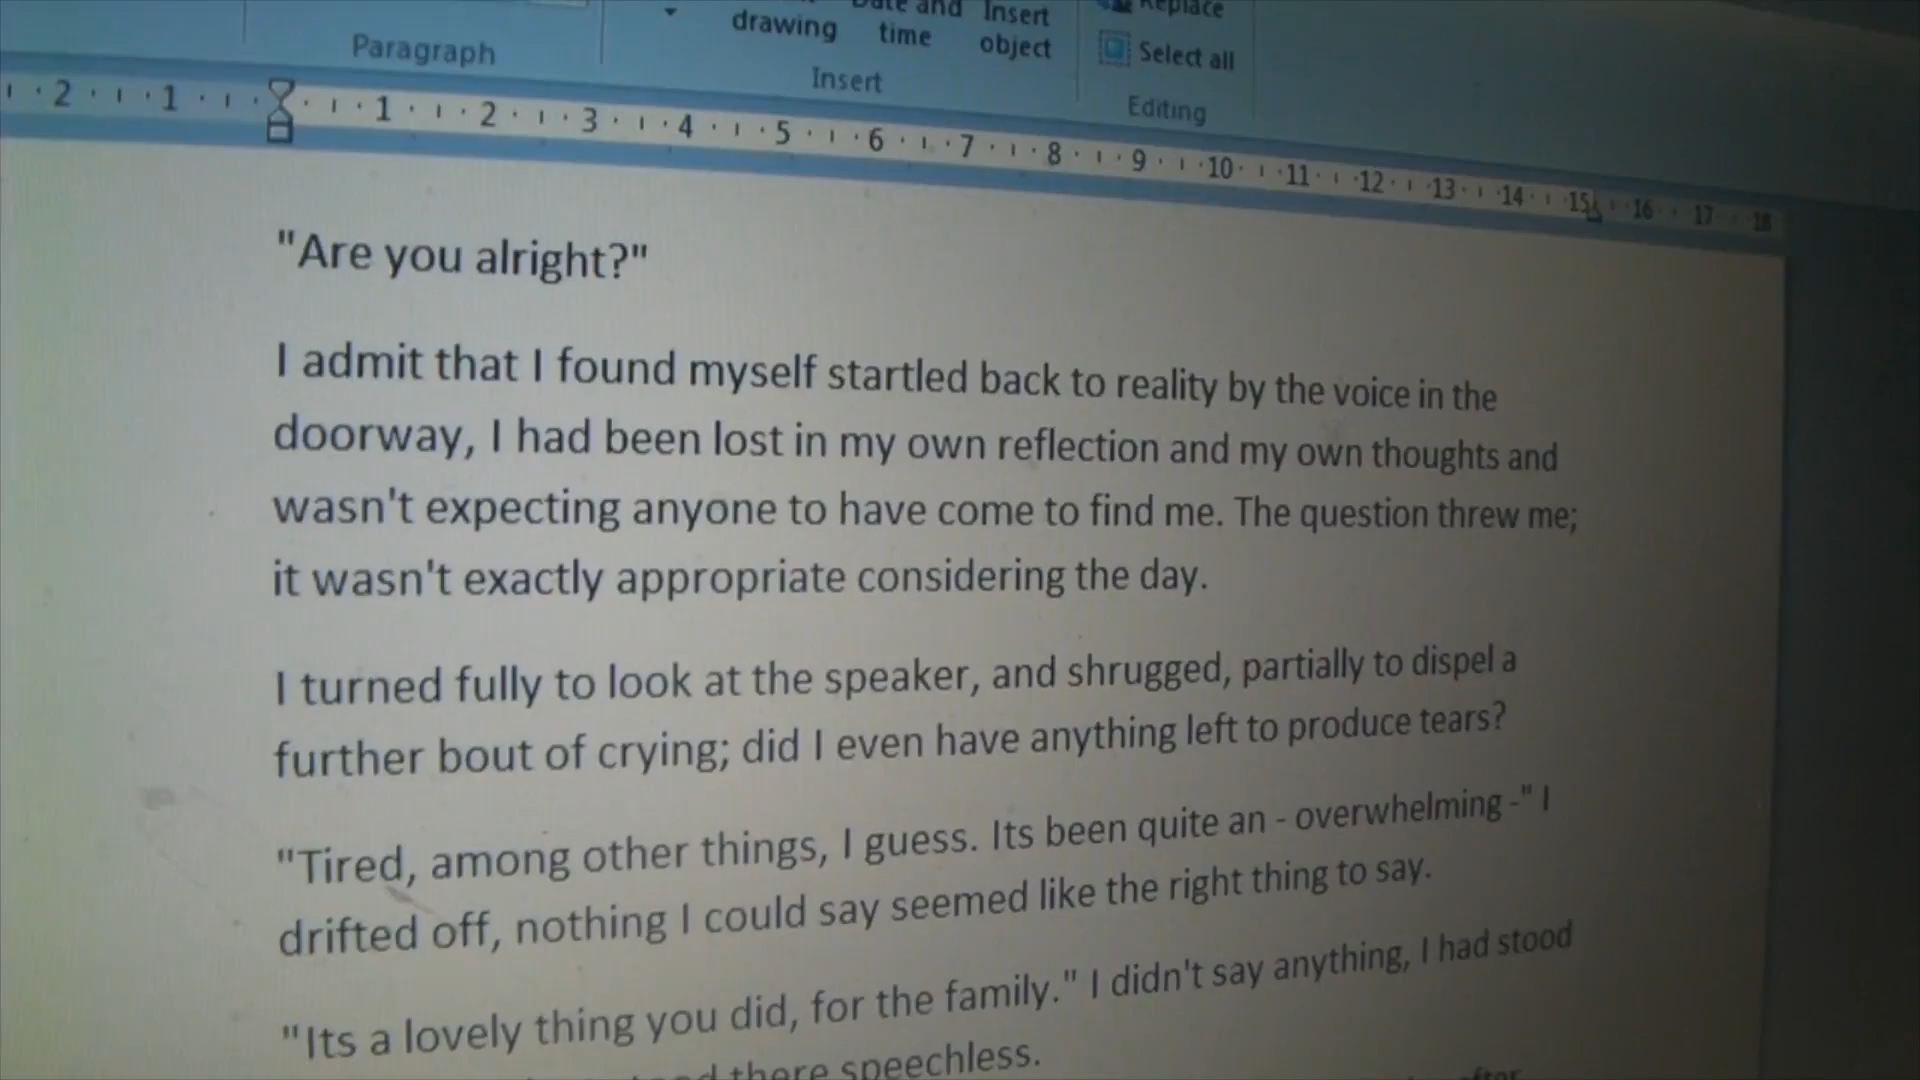 drawing
time
Insert
object
Replace
Select all
Paragraph
Insert
Editing
2 1 1 2 3 4 5 6 7 8 9 10 11 12 13 14 15 16 17 18
"Are you alright?"
I admit that I found myself startled back to reality by the voice in the
doorway, I had been lost in my own reflection and my own thoughts and
wasn't expecting anyone to have come to find me. The question threw me;
it wasn't exactly appropriate considering the day.
I turned fully to look at the speaker, and shrugged, partially to dispel a
further bout of crying; did I even have anything left to produce tears?
"Tired, among other things, I guess. Its been quite an - overwhelming -" I
drifted off, nothing I could say seemed like the right thing to say.
"Its a lovely thing you did, for the family." I didn't say anything, I had stood
there speechless.